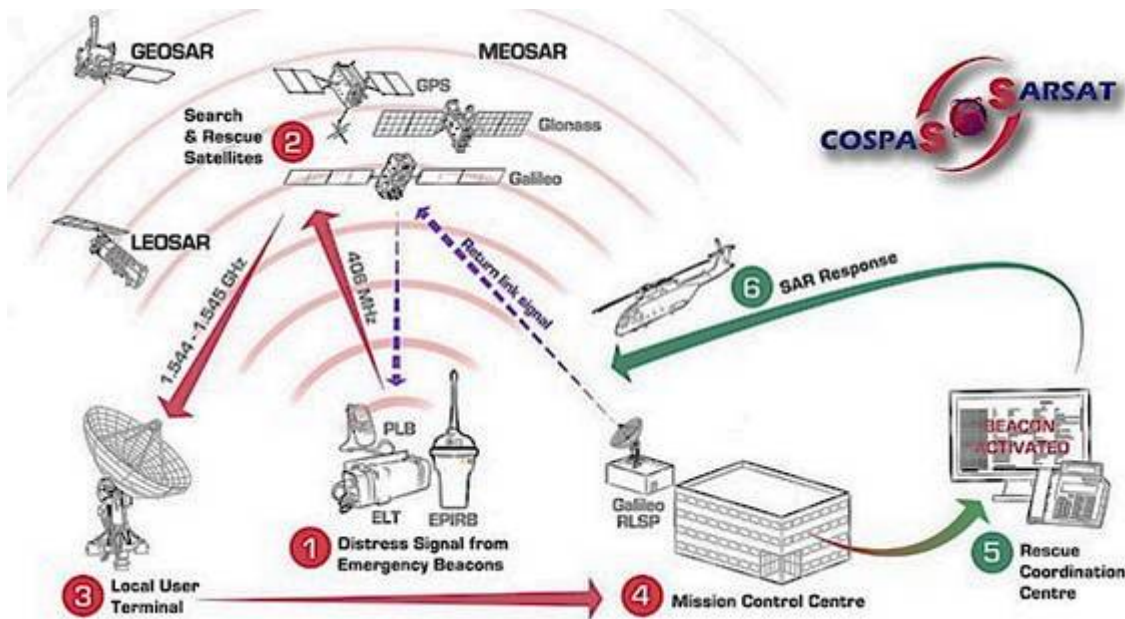 GEOSAR
MEOSAR
GPS
Glonass
Galileo
Search
& Rescue
Satellites
2
COSPAS SARSAT
LEOSAR
1.544 - 1.545 GHz
406 MHz
Return link signal
6 SAR Response
PLB
ELT
EPIRB
1 Distress Signal from
Emergency Beacons
3 Local User
Terminal
Galileo
RLSP
4 Mission Control Centre
BEACON
ACTIVATED
5 Rescue
Coordination
Centre